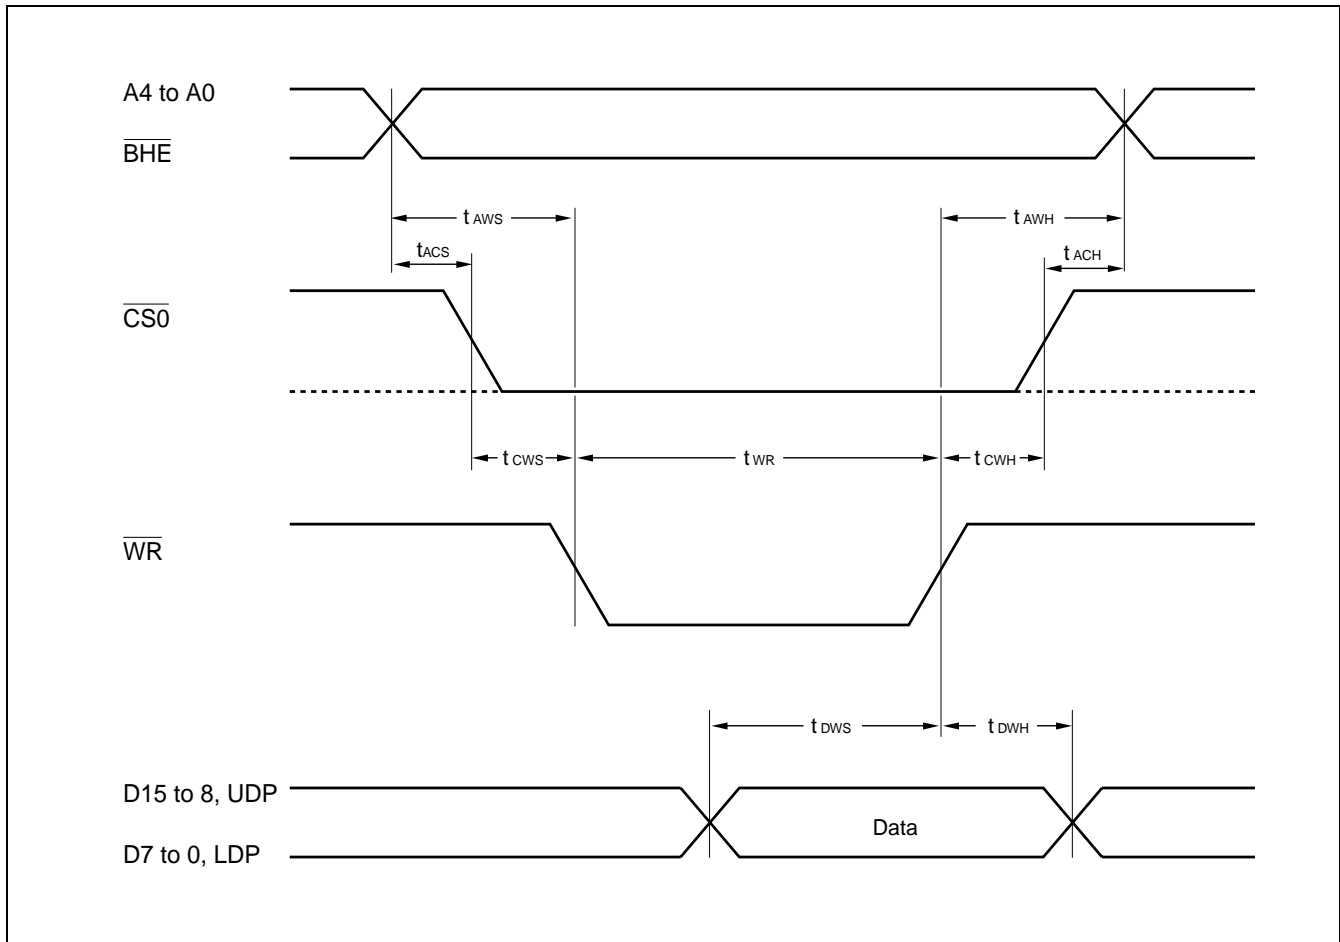 A4 to A0
BHE
t AWS
t AWH
tACS
t ACH
CS0
t CWS
t WR
t CWH
WR
t DWS
t DWH
D15 to 8, UDP
Data
D7 to 0, LDP